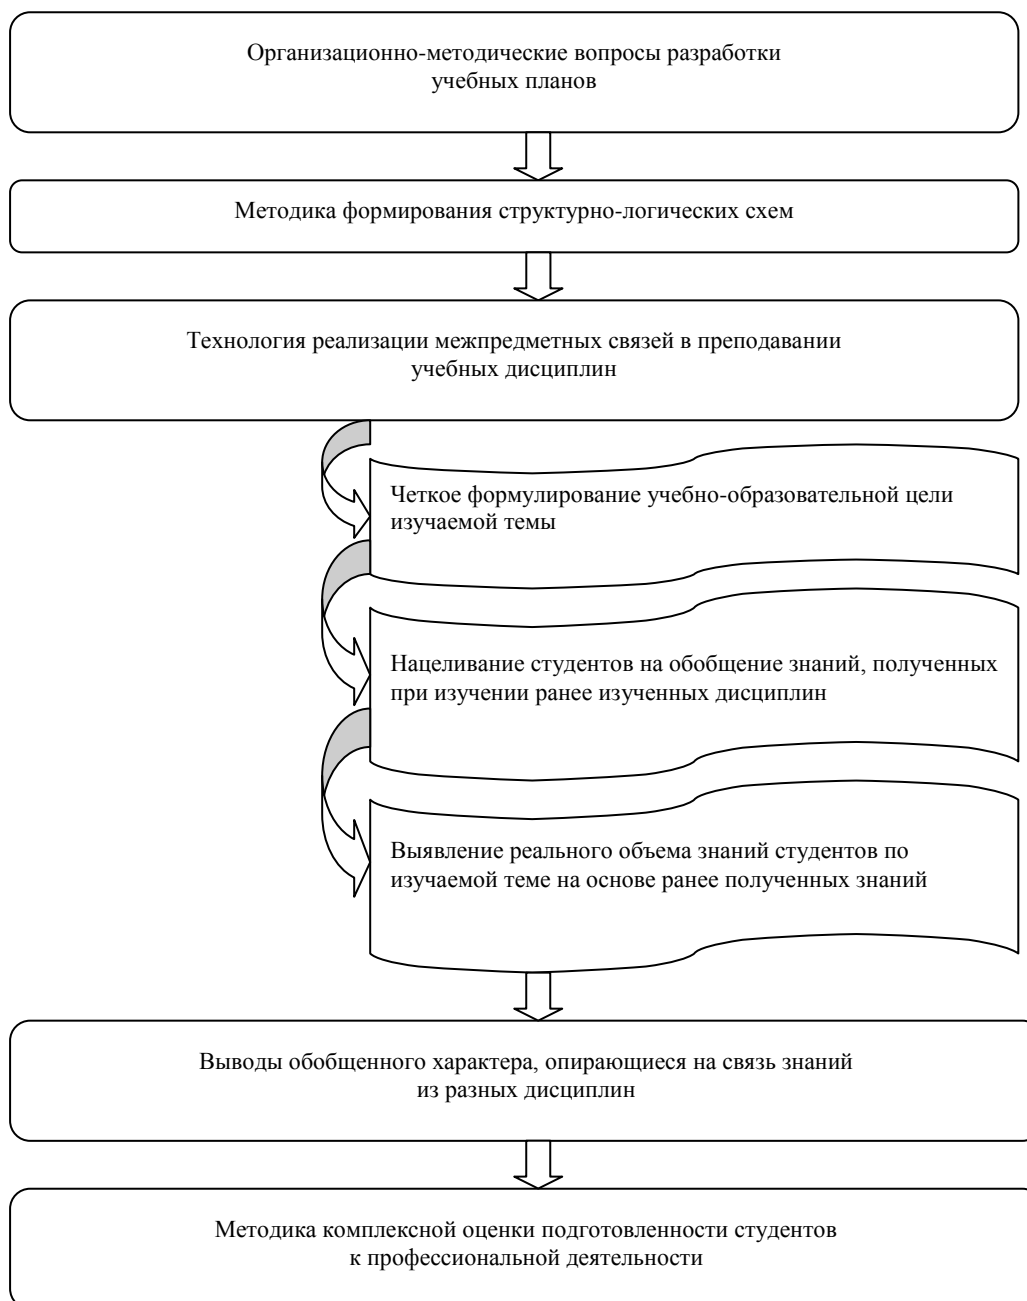 Организационно-методические вопросы разработки
учебных планов
Методика формирования структурно-логических схем
Технология реализации межпредметных связей в преподавании
учебных дисциплин
Четкое формулирование учебно-образовательной цели
изучаемой темы
Нацеливание студентов на обобщение знаний, полученных
при изучении ранее изученных дисциплин
Выявление реального объема знаний студентов по
изучаемой теме на основе ранее полученных знаний
Выводы обобщенного характера, опирающиеся на связь знаний
из разных дисциплин
Методика комплексной оценки подготовленности студентов
к профессиональной деятельности